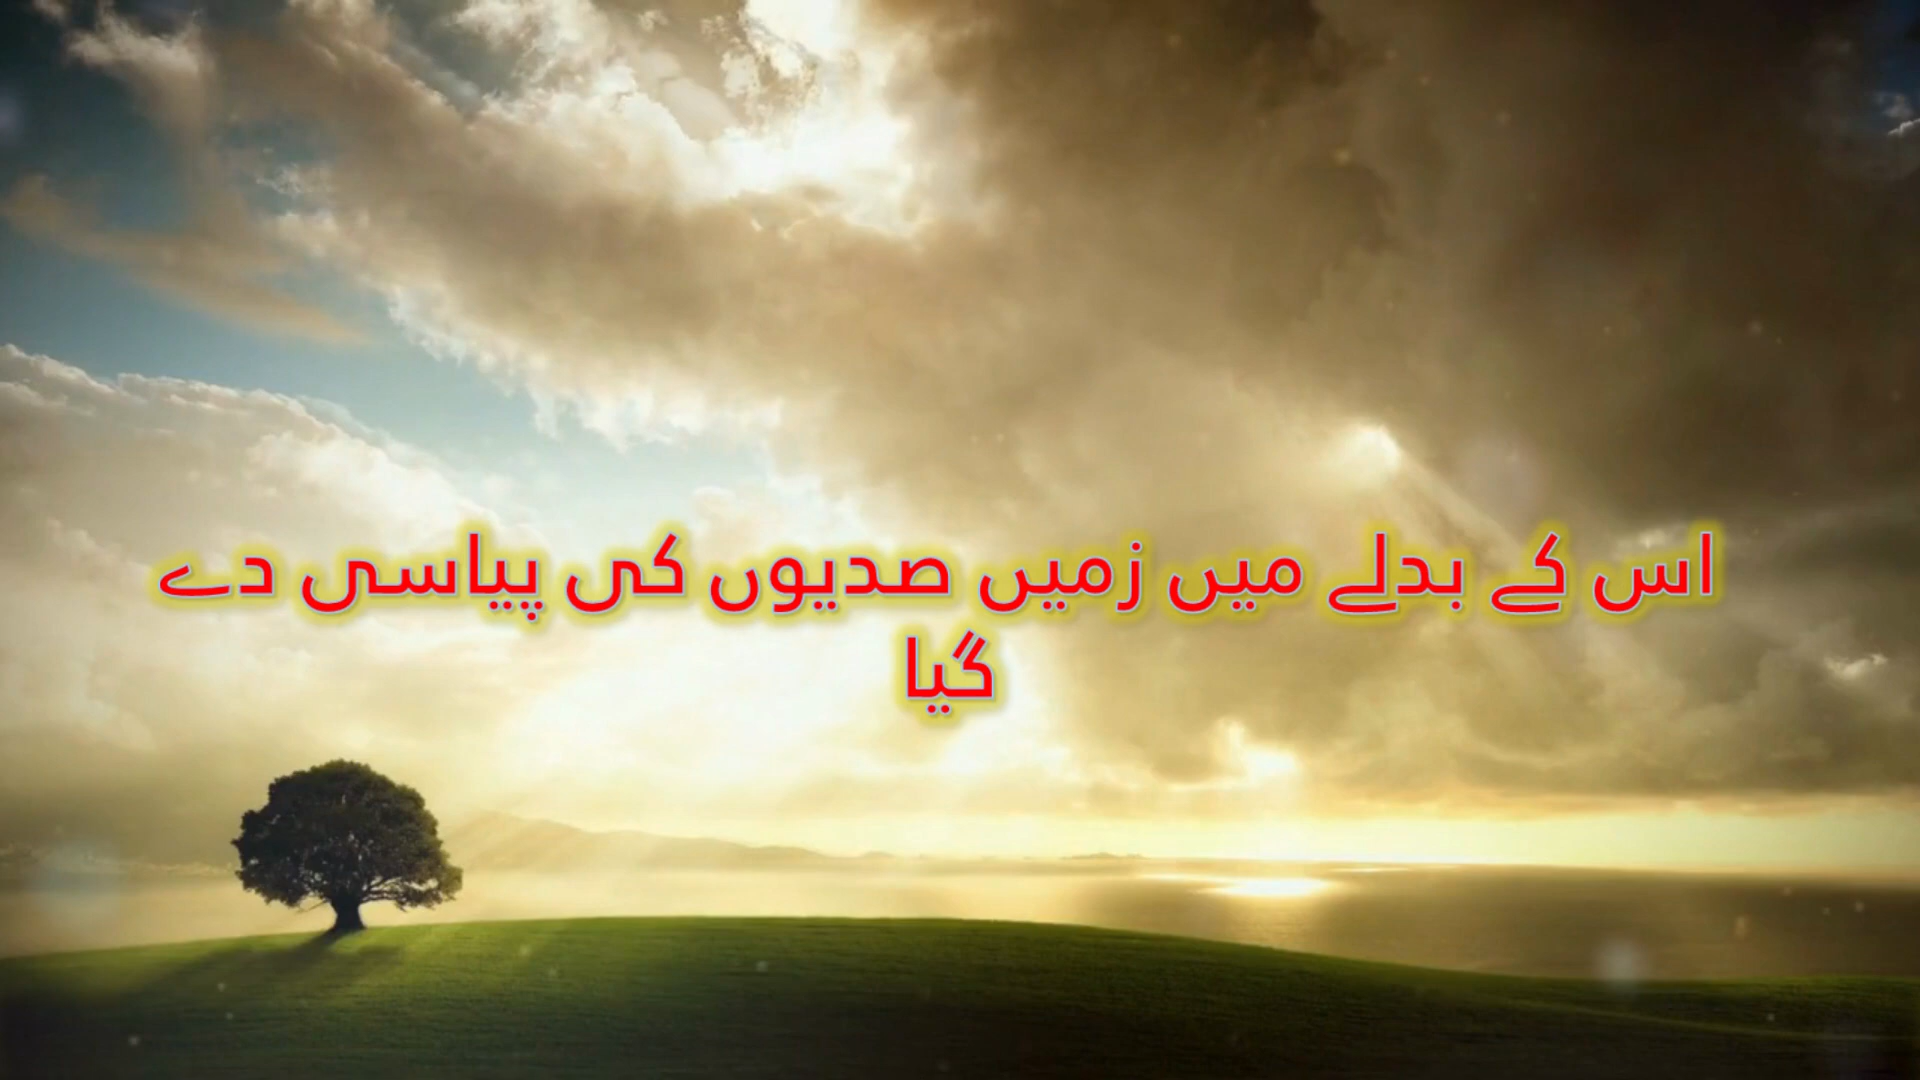 اس کے بدلے میں زمیں صدیوں کی پیاسی دے
گیا